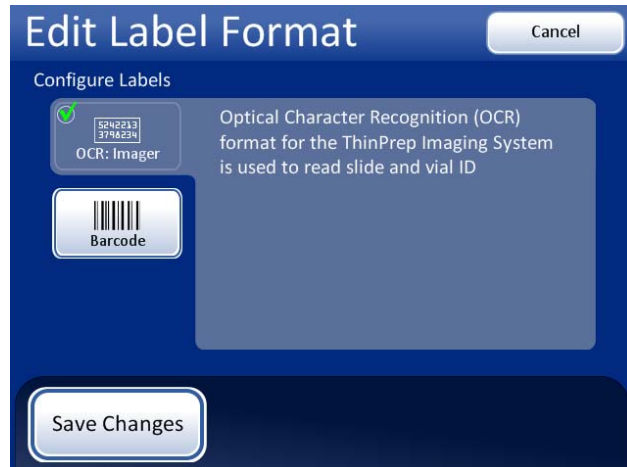 Edit Label Format
Cancel
Configure Labels
5242213
3798234
OCR: Imager
Optical Character Recognition (OCR)
format for the ThinPrep Imaging System
is used to read slide and vial ID
Barcode
Save Changes